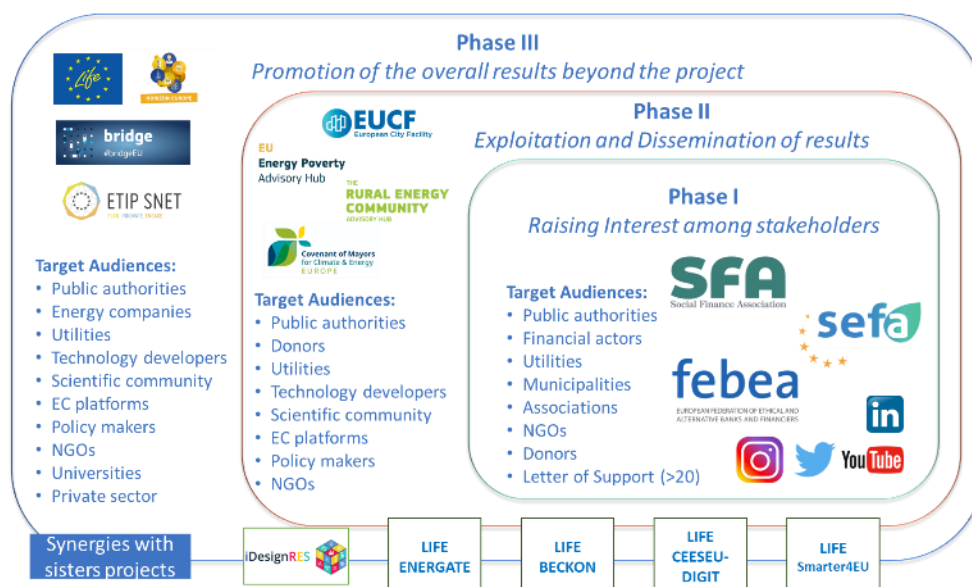 Phase III
Promotion of the overall results beyond the project
Life
HORIZON EUROPE
bridge
#bridgeEU
ETIP SNET
PLAN. INNOVATE. ENGAGE.
Target Audiences:
• Public authorities
• Energy companies
• Utilities
• Technology developers
• Scientific community
• EC platforms
• Policy makers
• NGOs
• Universities
• Private sector
Phase II
Exploitation and Dissemination of results
EUCF
European City Facility
EU
Energy Poverty
Advisory Hub
THE
RURAL ENERGY
COMMUNITY
ADVISORY HUB
Covenant of Mayors
for Climate & Energy
EUROPE
Target Audiences:
• Public authorities
• Donors
• Utilities
• Technology developers
• Scientific community
• EC platforms
• Policy makers
• NGOs
Phase I
Raising Interest among stakeholders
Target Audiences:
• Public authorities
• Financial actors
• Utilities
• Municipalities
• Associations
• NGOs
• Donors
• Letter of Support (>20)
SFA
Social Finance Association
sefa
febea
EUROPEAN FEDERATION OF ETHICAL AND
ALTERNATIVE BANKS AND FINANCIERS
in
YouTube
Synergies with
sisters projects
iDesignRES
LIFE
ENERGATE
LIFE
BECKON
LIFE
CEESEU-
DIGIT
LIFE
Smarter4EU